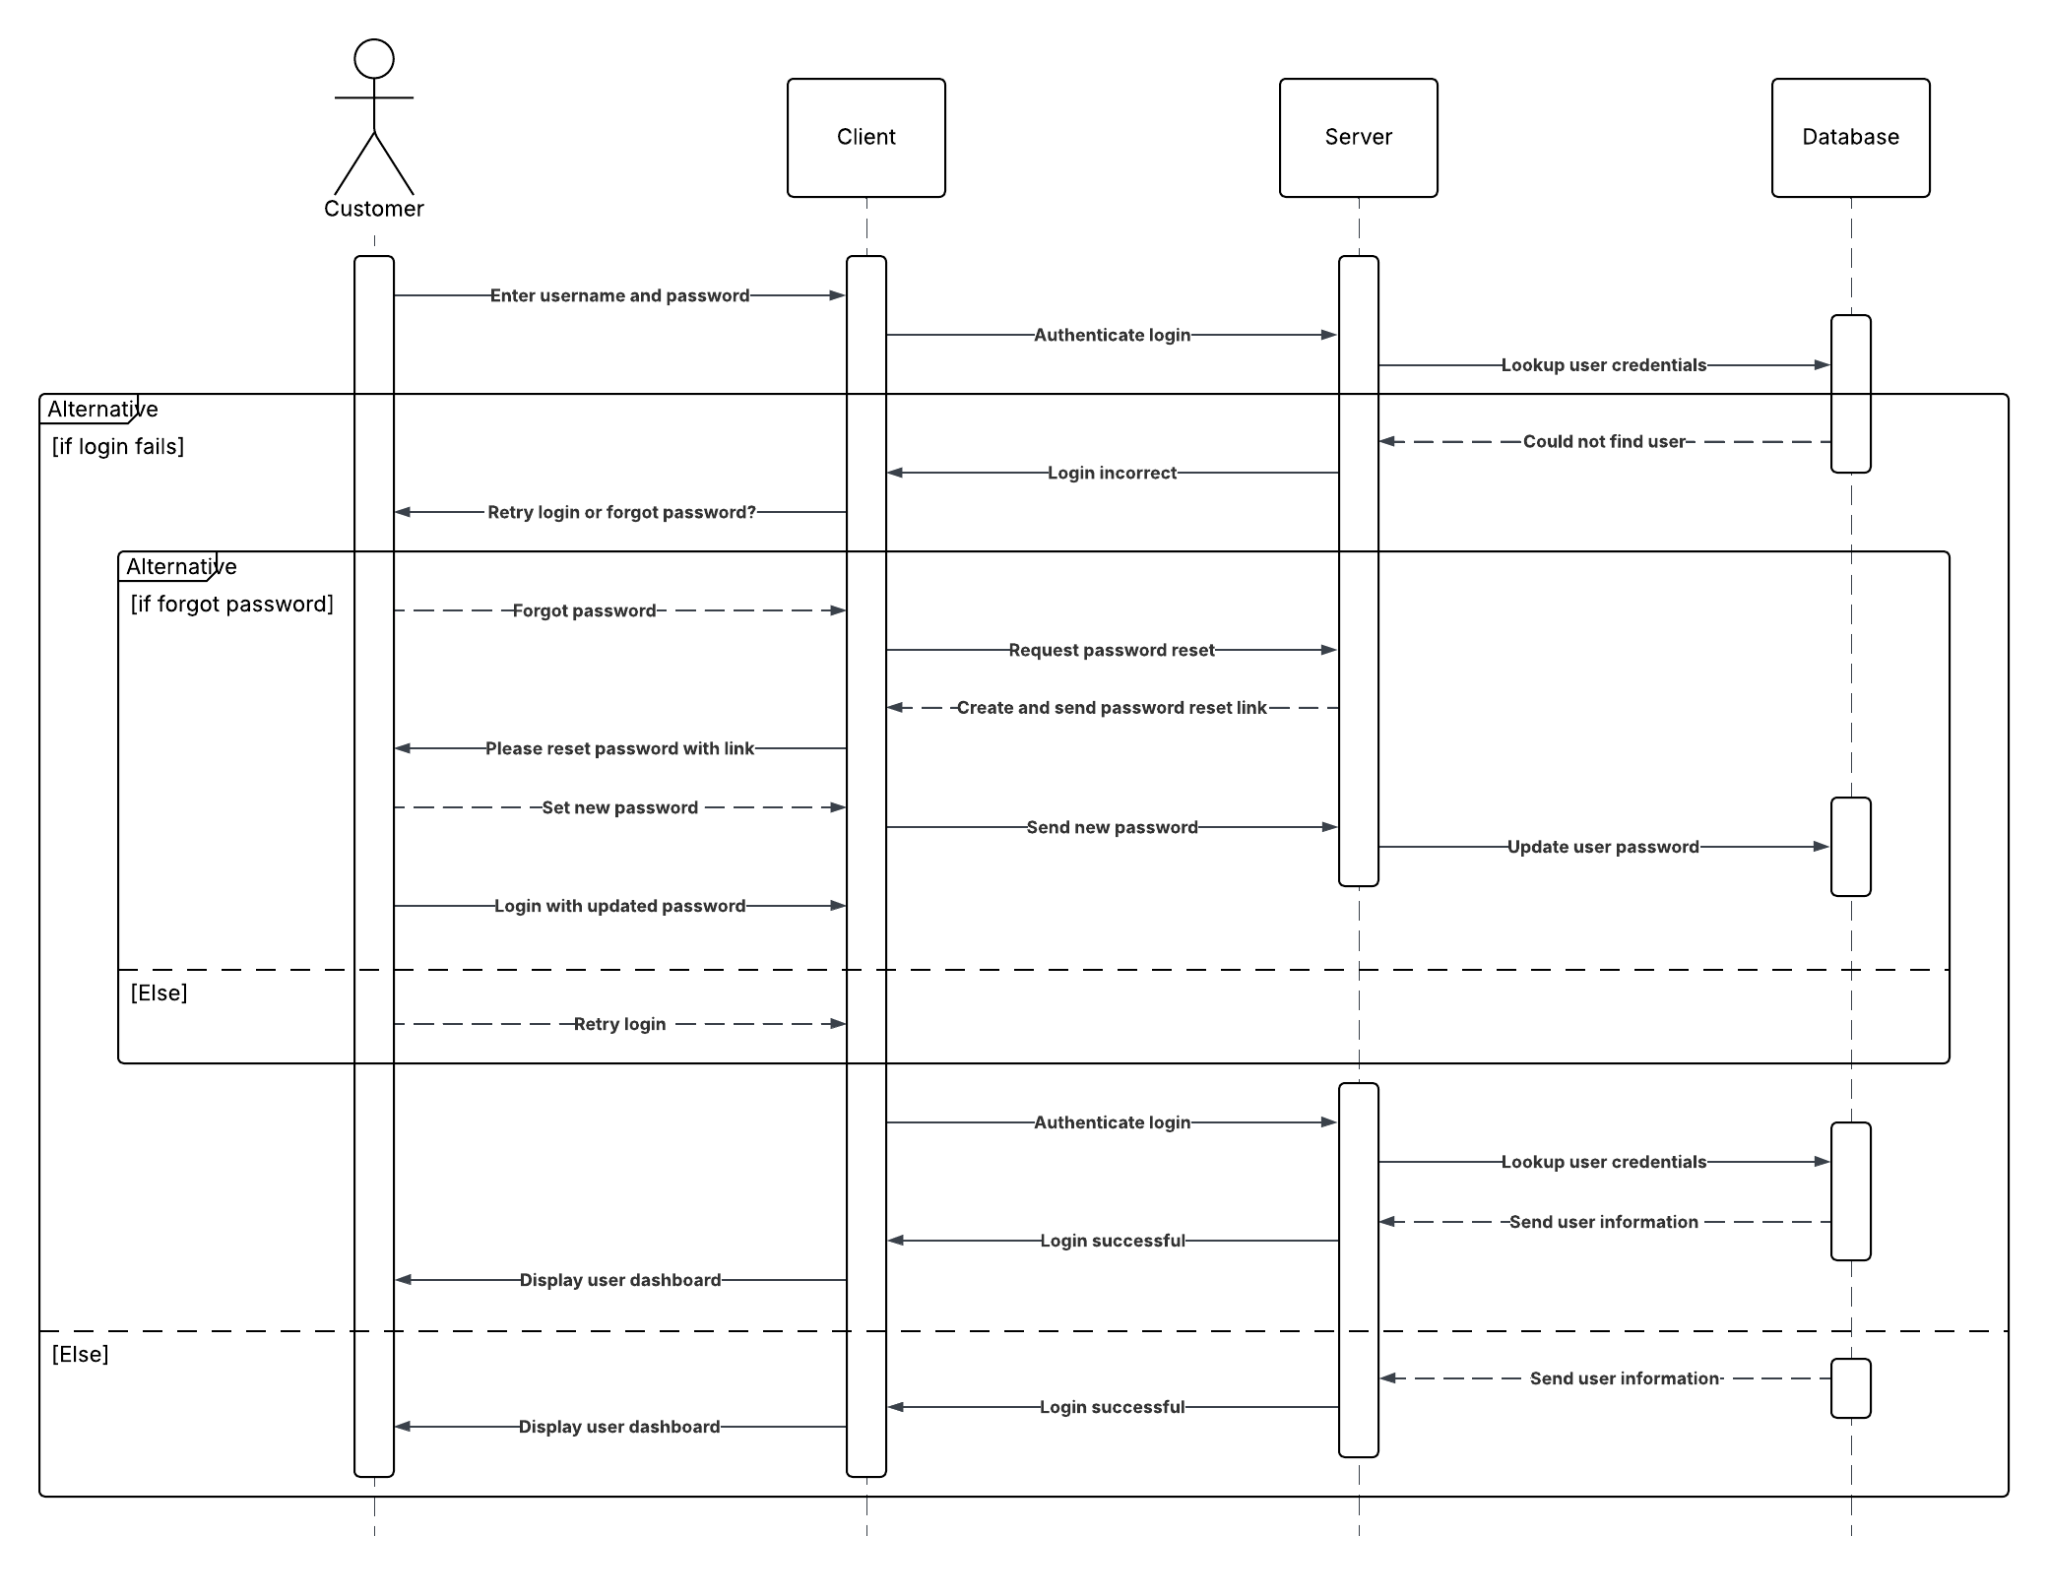 Customer
Client
Server
Database
Enter username and password
Authenticate login
Lookup user credentials
Alternative
[if login fails]
Could not find user
Login incorrect
Retry login or forgot password?
Alternative
[if forgot password]
Forgot password
Request password reset
Create and send password reset link
Please reset password with link
Set new password
Send new password
Update user password
Login with updated password
[Else]
Retry login
Authenticate login
Lookup user credentials
Send user information
Login successful
Display user dashboard
[Else]
Send user information
Login successful
Display user dashboard